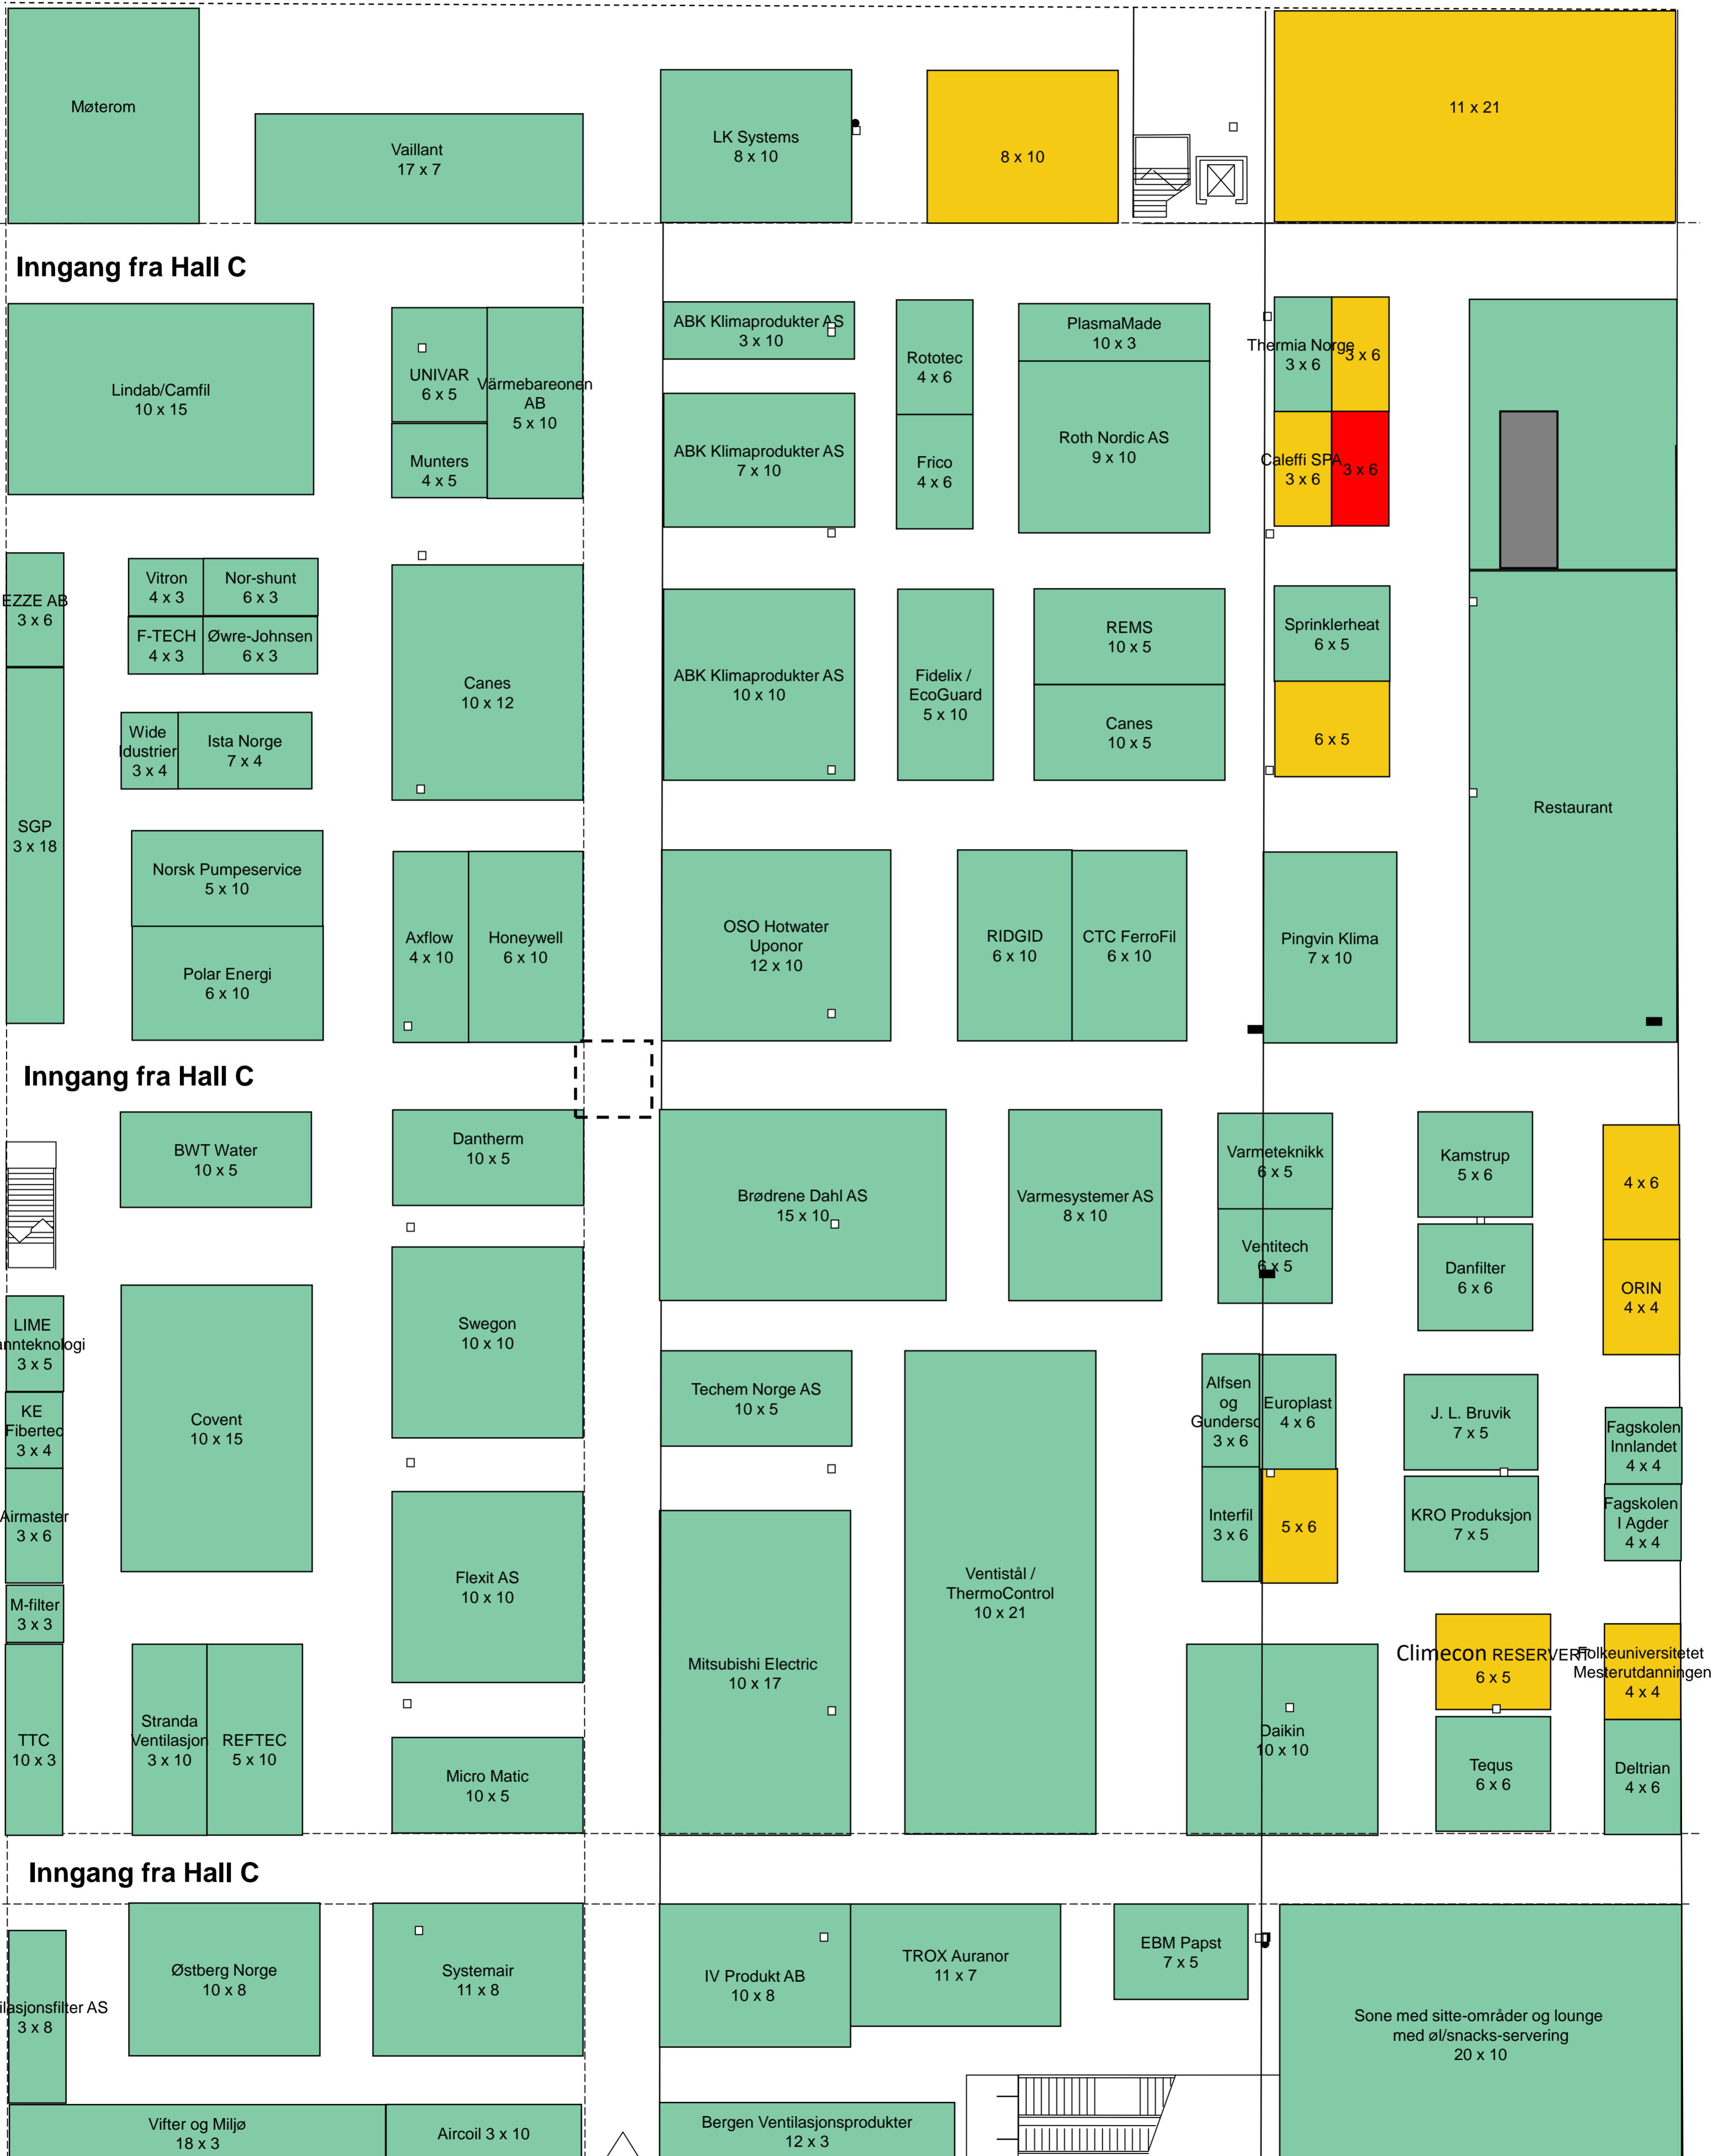 Møterom
Vaillant
17 x 7
LK Systems
8 x 10
8 x 10
11 x 21
Inngang fra Hall C
Lindab/Camfil
10 x 15
UNIVAR
6 x 5
Värmebareonen
AB
5 x 10
Munters
4 x 5
ABK Klimaprodukter AS
3 x 10
ABK Klimaprodukter AS
7 x 10
Rototec
4 x 6
Frico
4 x 6
PlasmaMade
10 x 3
Roth Nordic AS
9 x 10
Thermia Norge
3 x 6
3 x 6
Caleffi SPA
3 x 6
3 x 6
EZZE AB
3 x 6
Vitron
4 x 3
Nor-shunt
6 x 3
F-TECH
4 x 3
Øwre-Johnsen
6 x 3
Canes
10 x 12
ABK Klimaprodukter AS
10 x 10
Fidelix /
EcoGuard
5 x 10
REMS
10 x 5
Canes
10 x 5
Sprinklerheat
6 x 5
6 x 5
Restaurant
Wide
Idustrier
3 x 4
Ista Norge
7 x 4
SGP
3 x 18
Norsk Pumpeservice
5 x 10
Polar Energi
6 x 10
Axflow
4 x 10
Honeywell
6 x 10
OSO Hotwater
Uponor
12 x 10
RIDGID
6 x 10
CTC FerroFil
6 x 10
Pingvin Klima
7 x 10
Inngang fra Hall C
BWT Water
10 x 5
Dantherm
10 x 5
Brødrene Dahl AS
15 x 10
Varmesystemer AS
8 x 10
Varmeteknikk
6 x 5
Ventitech
6 x 5
Kamstrup
5 x 6
Danfilter
6 x 6
4 x 6
ORIN
4 x 4
LIME
nnteknologi
3 x 5
KE
Fibertec
3 x 4
Airmaster
3 x 6
M-filter
3 x 3
TTC
10 x 3
Covent
10 x 15
Swegon
10 x 10
Flexit AS
10 x 10
Techem Norge AS
10 x 5
Mitsubishi Electric
10 x 17
Ventistål /
ThermoControl
10 x 21
Alfsen
og
Gunderso
3 x 6
Europlast
4 x 6
Interfil
3 x 6
5 x 6
J. L. Bruvik
7 x 5
KRO Produksjon
7 x 5
Fagskolen
Innlandet
4 x 4
Fagskolen
I Agder
4 x 4
Stranda
Ventilasjon
3 x 10
REFTEC
5 x 10
Micro Matic
10 x 5
Daikin
10 x 10
Climecon RESERVERT
6 x 5
Tequs
6 x 6
Folkeuniversitetet
Mesterutdanningen
4 x 4
Deltrian
4 x 6
Inngang fra Hall C
ilasjonsfilter AS
3 x 8
Østberg Norge
10 x 8
Systemair
11 x 8
IV Produkt AB
10 x 8
TROX Auranor
11 x 7
EBM Papst
7 x 5
Sone med sitte-områder og lounge
med øl/snacks-servering
20 x 10
Vifter og Miljø
18 x 3
Aircoil 3 x 10
Bergen Ventilasjonsprodukter
12 x 3